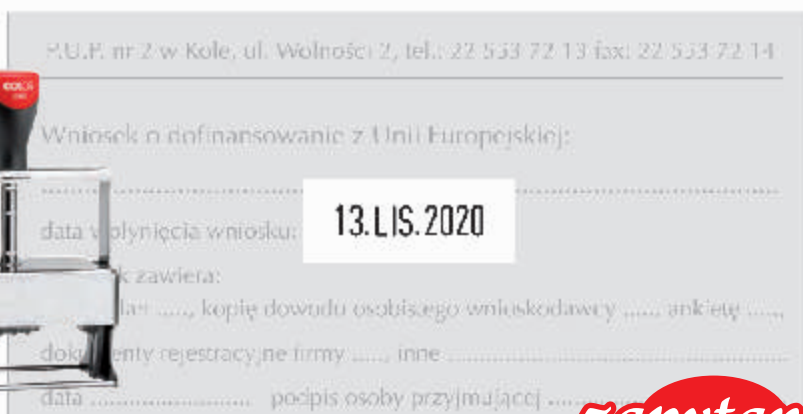 P.U.P. nr 2 w Kole, ul. Wolności 2, tel.: 22 533 72 13 fax: 22 533 72 14
colop
Wniosek o dofinansowanie z Unii Europejskiej:
data wpłynięcia wniosku: 13.LIS.2020
zawiera:
....., kopię dowodu osobistego wnioskodawcy ...... ankietę .....,
dokumenty rejestracyjne firmy ......, inne ........................................
data .......................... podpis osoby przyjmującej ...............